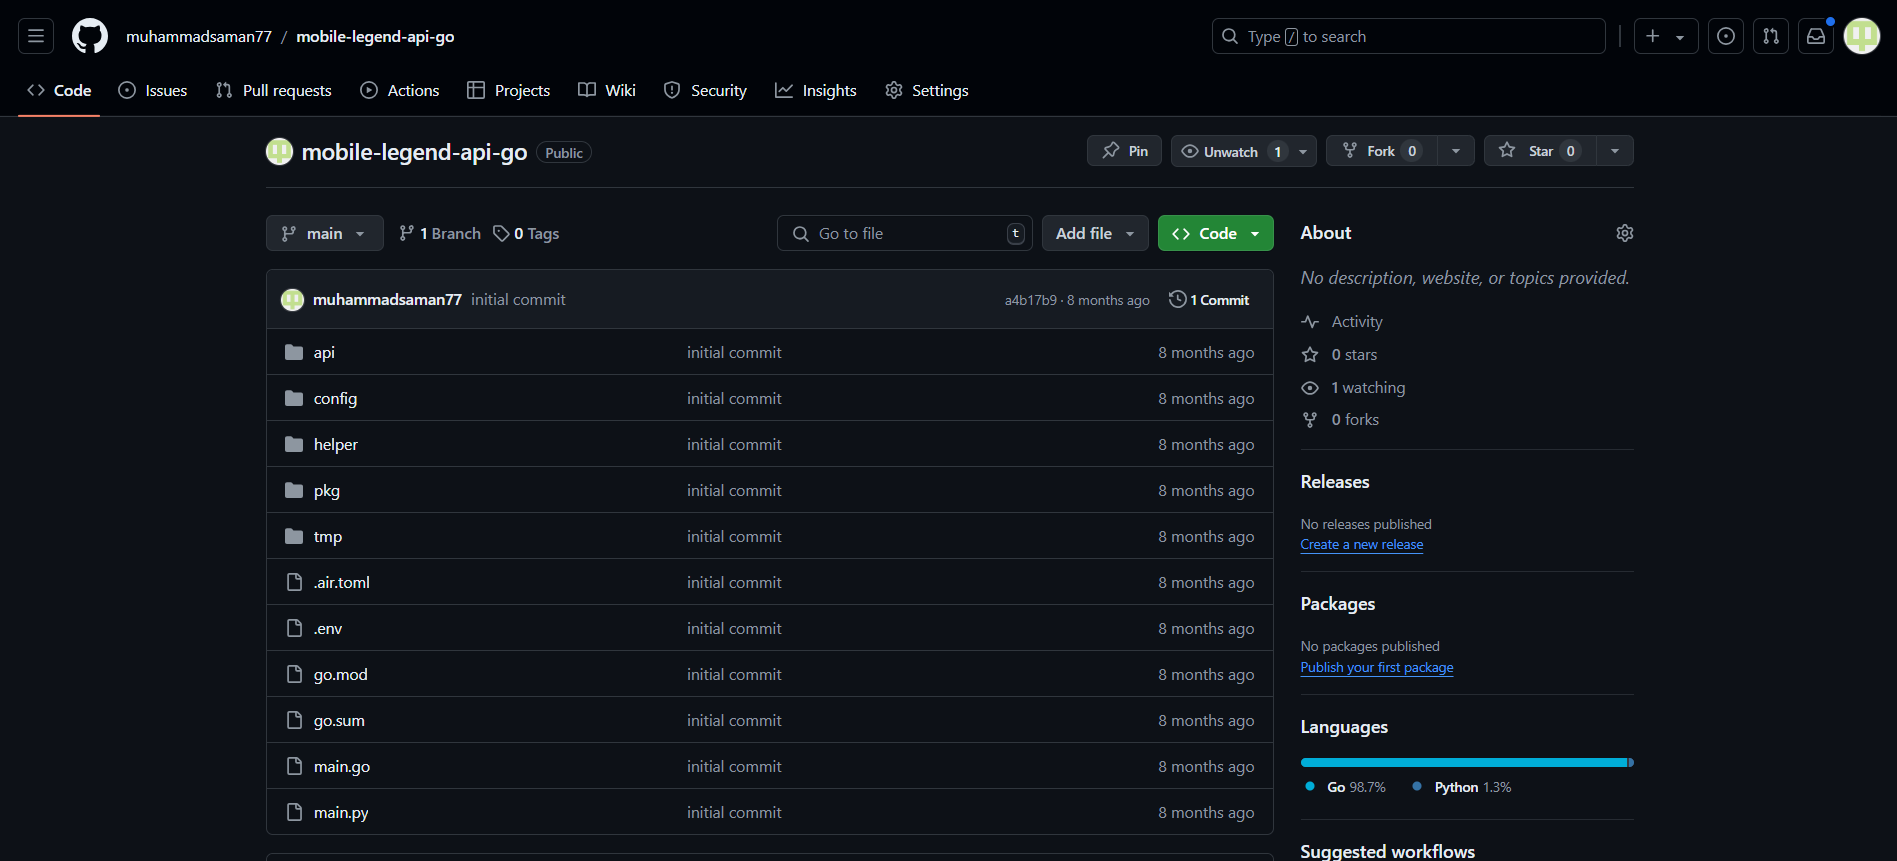 muhammadsaman77 / mobile-legend-api-go
Type / to search
Code Issues Pull requests Actions Projects Wiki Security Insights Settings
mobile-legend-api-go Public
Pin Unwatch 1 Fork 0 Star 0
main 1 Branch 0 Tags Go to file t Add file Code
muhammadsaman77 initial commit a4b17b9 · 8 months ago 1 Commit
api initial commit 8 months ago
config initial commit 8 months ago
helper initial commit 8 months ago
pkg initial commit 8 months ago
tmp initial commit 8 months ago
.air.toml initial commit 8 months ago
.env initial commit 8 months ago
go.mod initial commit 8 months ago
go.sum initial commit 8 months ago
main.go initial commit 8 months ago
main.py initial commit 8 months ago
About
No description, website, or topics provided.
Activity
0 stars
1 watching
0 forks
Releases
No releases published
Create a new release
Packages
No packages published
Publish your first package
Languages
Go 98.7% Python 1.3%
Suggested workflows